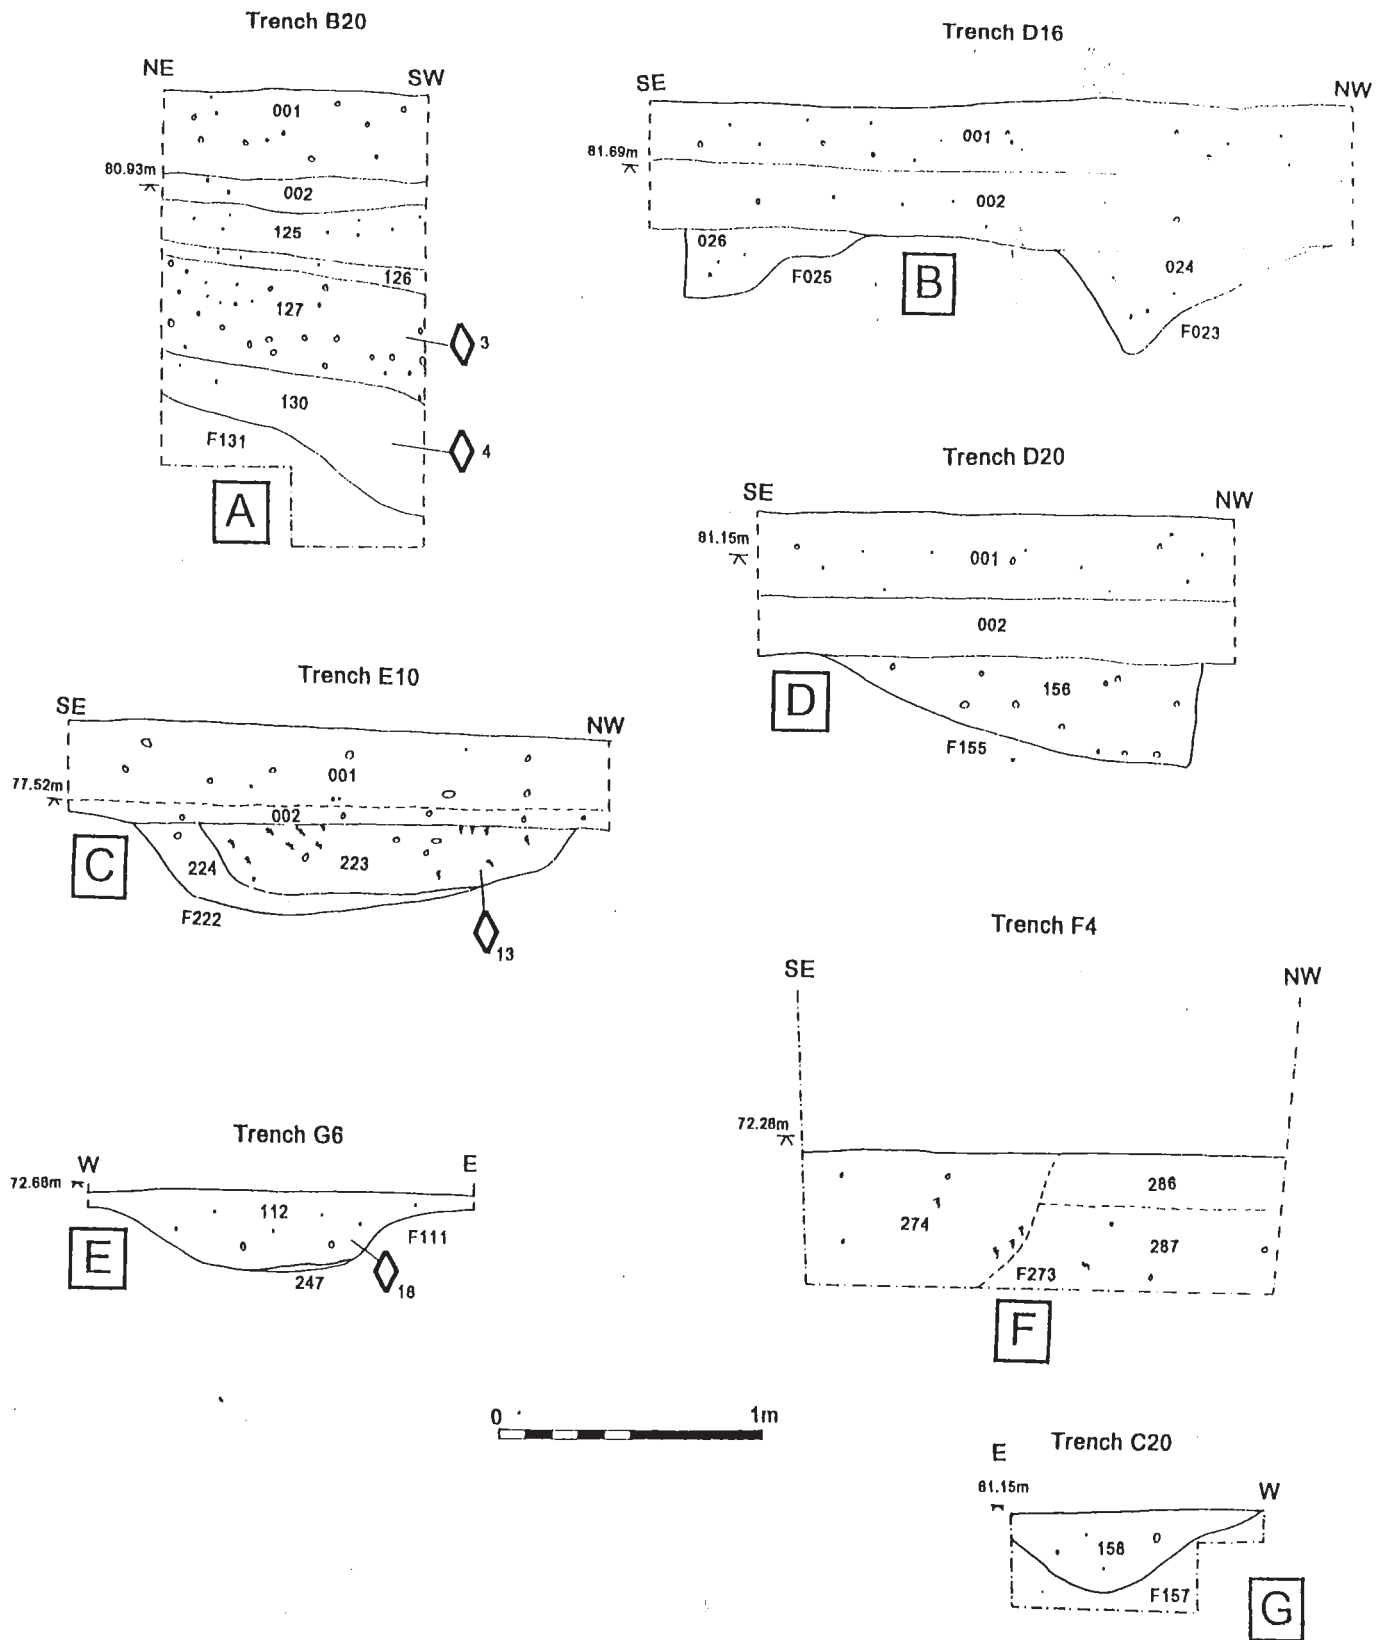 Trench B20
NE SW
001
80.93m
002
125
126
127
3
130
F131
4
A
Trench D16
SE NW
001
81.69m
002
026
F025
024
F023
B
Trench D20
SE NW
81.15m
001
002
156
F155
D
Trench E10
SE NW
001
77.52m
002
223
224
F222
13
C
Trench F4
SE NW
72.28m
286
274
287
F273
F
Trench G6
W E
72.68m
112
F111
247
18
E
0 1m
Trench C20
E W
81.15m
158
F157
G